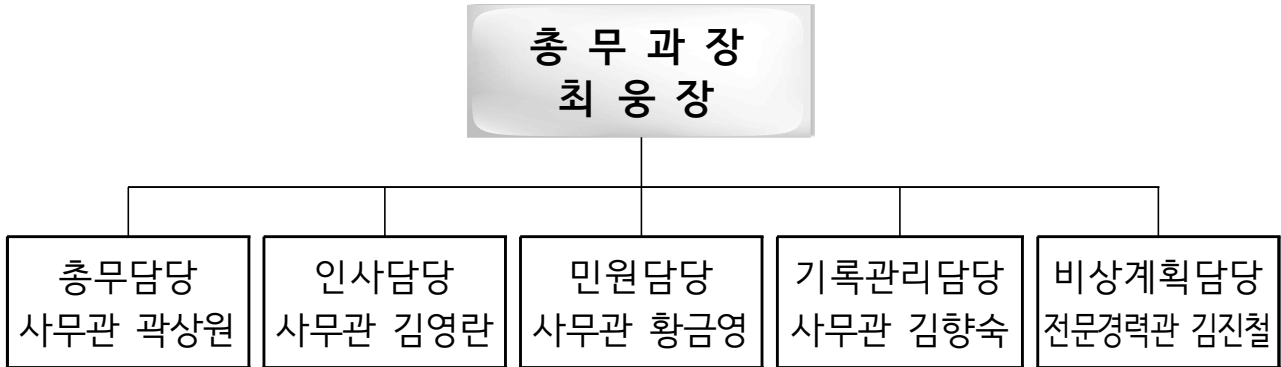 총 무 과 장
최 웅 장
총무담당
사무관 곽상원
인사담당
사무관 김영란
민원담당
사무관 황금영
기록관리담당
사무관 김향숙
비상계획담당
전문경력관 김진철